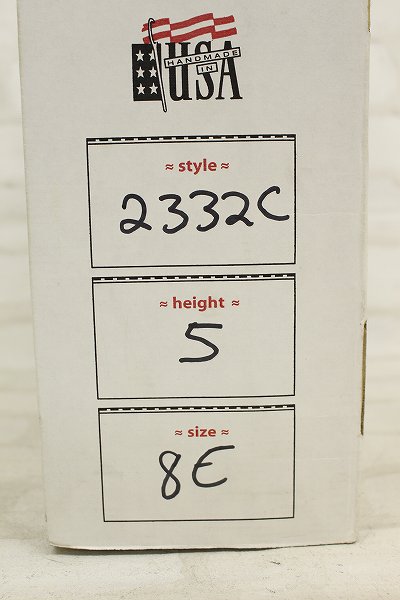 HANDMADE
IN
USA
≈ style ≈
2332C
≈ height ≈
5
≈ size ≈
8E